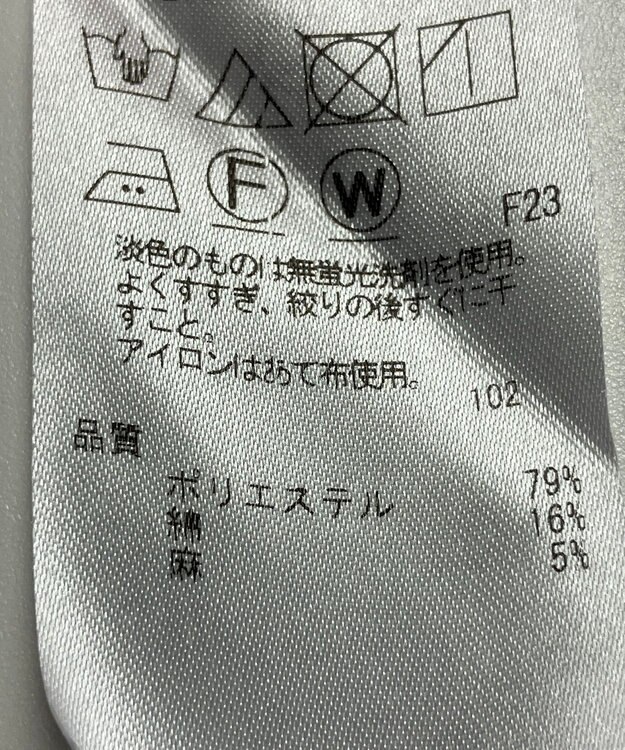 F
W
F23
淡色のものは無蛍光洗剤を使用。
よくすすぎ、絞りの後すぐに干
すこと。
アイロンはあて布使用。
102
品質
ポリエステル 79%
綿 16%
麻 5%